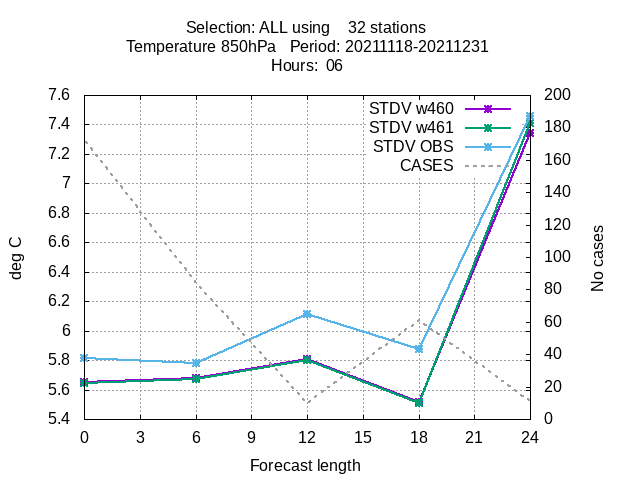 Selection: ALL using    32 stations
Temperature 850hPa   Period: 20211118-20211231
Hours:  06
7.6
7.4
7.2
7
6.8
6.6
6.4
6.2
6
5.8
5.6
5.4
deg C
STDV w460
STDV w461
STDV OBS
CASES
200
180
160
140
120
100
80
60
40
20
0
No cases
0 3 6 9 12 15 18 21 24
Forecast length